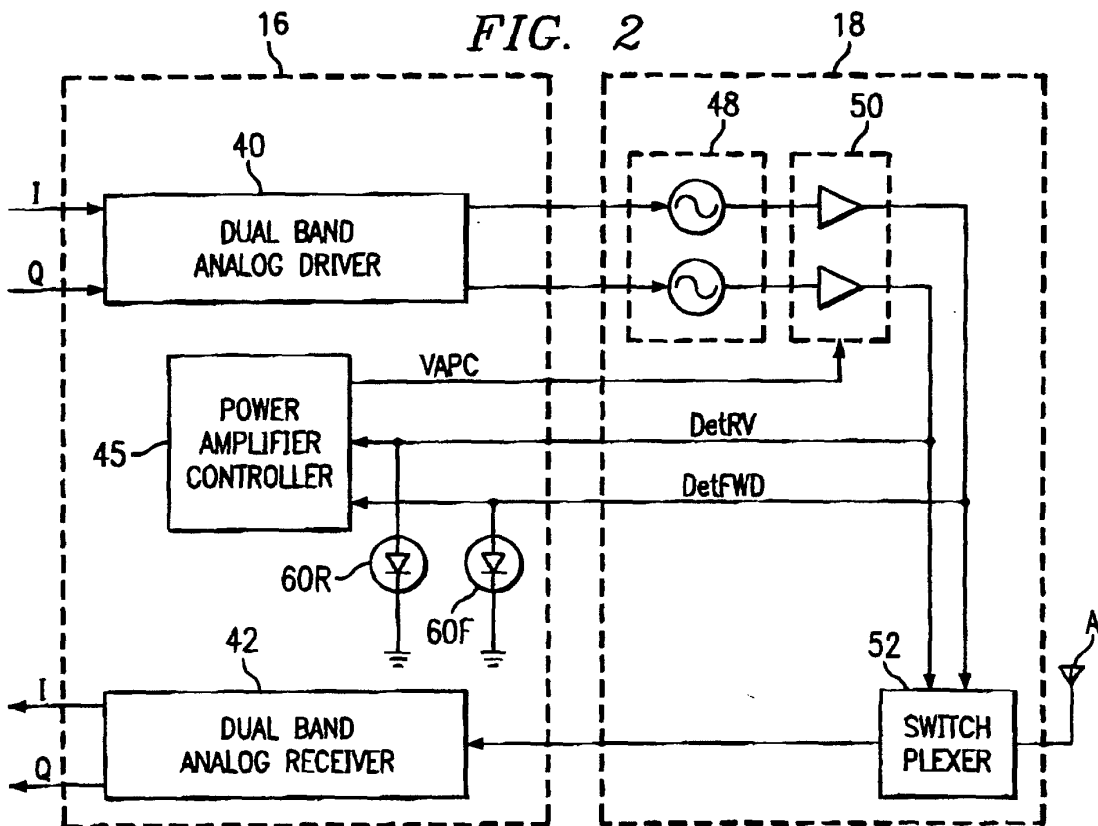 FIG. 2
16
18
48
50
40
I
Q
DUAL BAND
ANALOG DRIVER
VAPC
POWER
AMPLIFIER
CONTROLLER
45
DetRV
DetFWD
60R
60F
42
52
A
I
Q
DUAL BAND
ANALOG RECEIVER
SWITCH
PLEXER